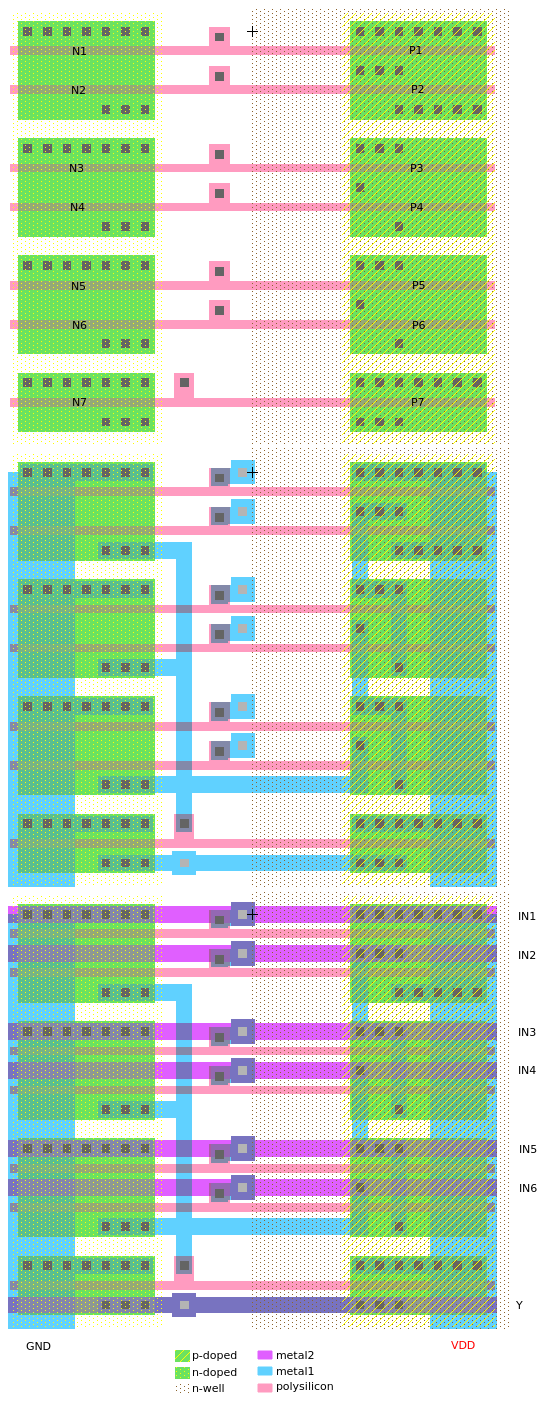 N1 P1
N2 P2
N3 P3
N4 P4
N5 P5
N6 P6
N7 P7
IN1
IN2
IN3
IN4
IN5
IN6
Y
GND VDD
p-doped metal2
n-doped metal1
n-well polysilicon